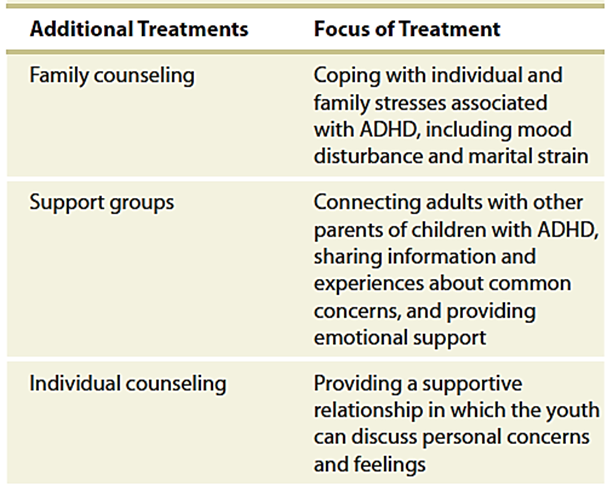 Additional Treatments Focus of Treatment
Family counseling Coping with individual and
family stresses associated
with ADHD, including mood
disturbance and marital strain
Support groups Connecting adults with other
parents of children with ADHD,
sharing information and
experiences about common
concerns, and providing
emotional support
Individual counseling Providing a supportive
relationship in which the youth
can discuss personal concerns
and feelings